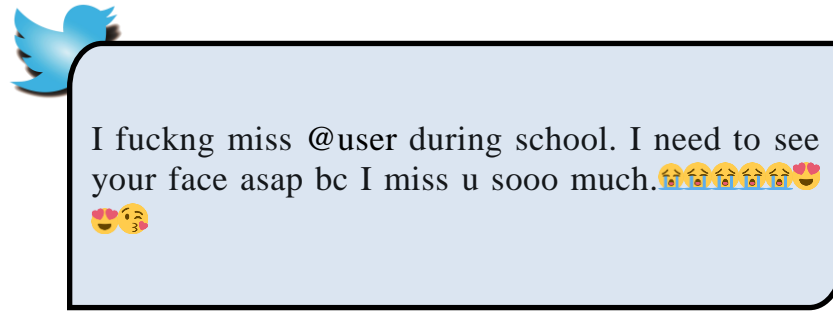 I fuckng miss @user during school. I need to see
your face asap bc I miss u sooo much.😭😭😭😭😭😍
😍😘